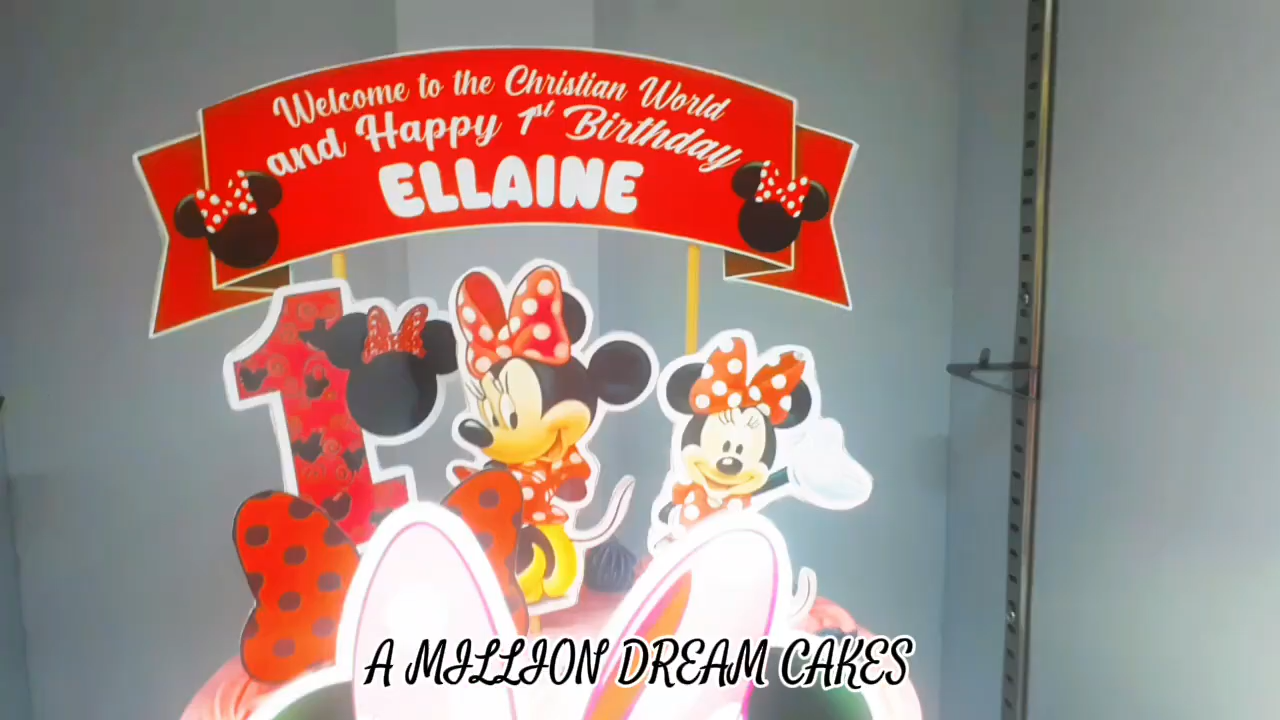 Welcome to the Christian World
and Happy 1st Birthday
ELLAINE
1
A MILLION DREAM CAKES